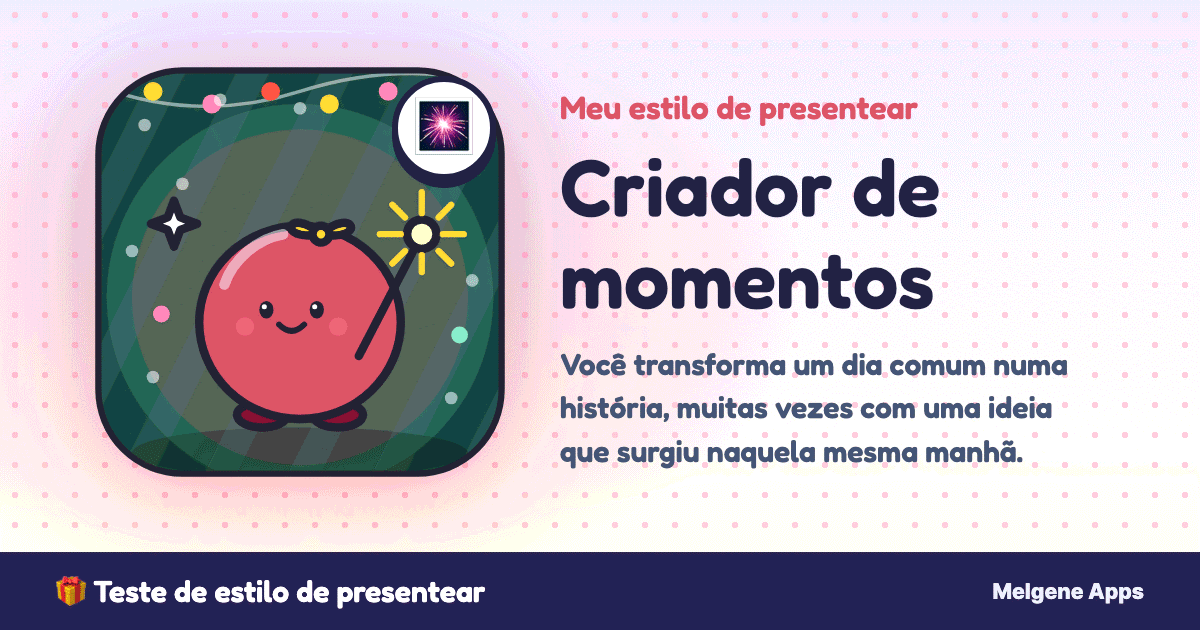 Meu estilo de presentear
Criador de
momentos
Você transforma um dia comum numa
história, muitas vezes com uma ideia
que surgiu naquela mesma manhã.
Teste de estilo de presentear
Melgene Apps